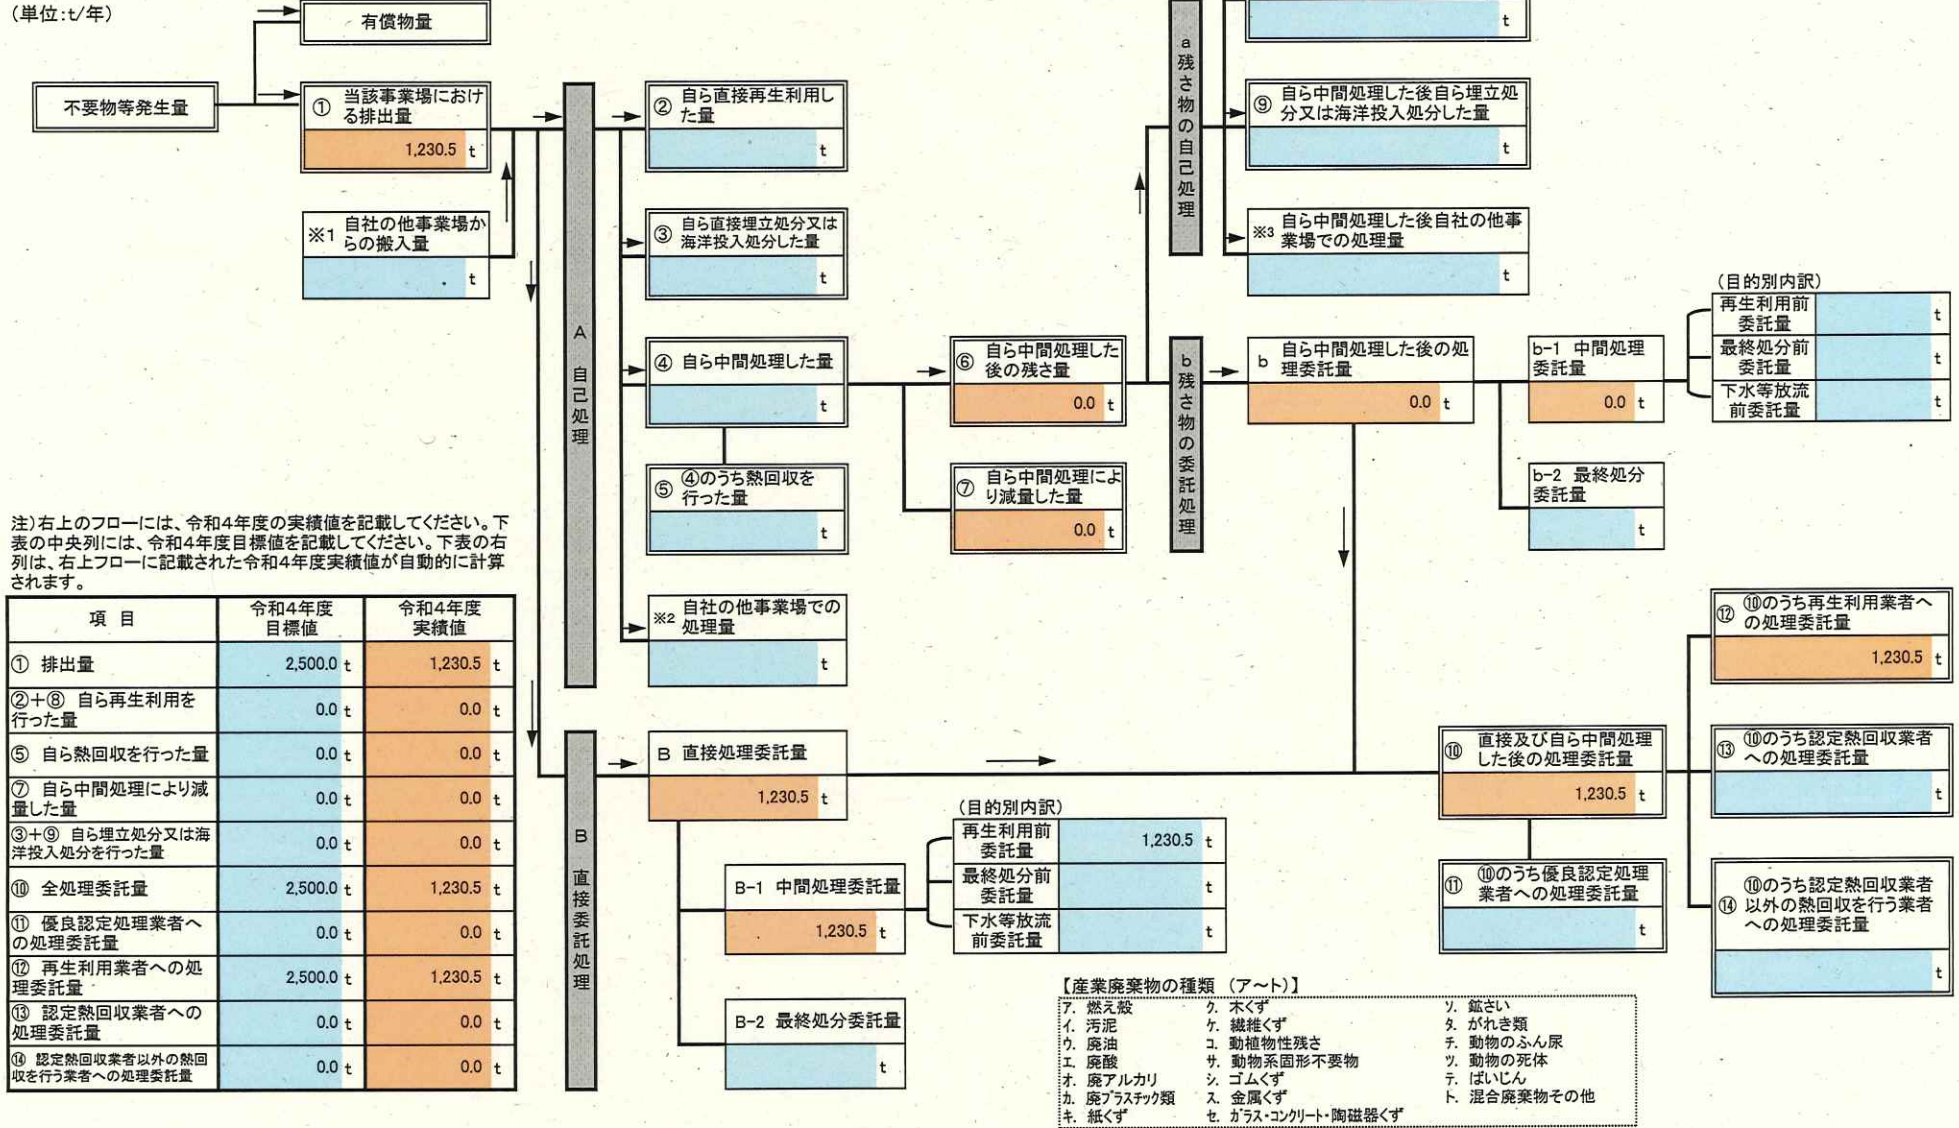 (単位:t/年)
有償物量
不要物等発生量
① 当該事業場におけ
る排出量
1,230.5 t
※1 自社の他事業場か
らの搬入量
t
A 自己処理
② 自ら直接再生利用し
た量
t
③ 自ら直接埋立処分又は
海洋投入処分した量
t
④ 自ら中間処理した量
t
⑤ ④のうち熱回収を
行った量
t
※2 自社の他事業場での
処理量
t
⑥ 自ら中間処理した
後の残さ量
0.0 t
⑦ 自ら中間処理によ
り減量した量
0.0 t
a 残さ物の自己処理
t
⑨ 自ら中間処理した後自ら埋立処
分又は海洋投入処分した量
t
※3 自ら中間処理した後自社の他事
業場での処理量
t
b 残さ物の委託処理
b 自ら中間処理した後の処
理委託量
0.0 t
b-1 中間処理
委託量
0.0 t
b-2 最終処分
委託量
t
(目的別内訳)
再生利用前
委託量
t
最終処分前
委託量
t
下水等放流
前委託量
t
注)右上のフローには、令和4年度の実績値を記載してください。下
表の中央列には、令和4年度目標値を記載してください。下表の右
列は、右上フローに記載された令和4年度実績値が自動的に計算
されます。
項 目
令和4年度
目標値
令和4年度
実績値
① 排出量 2,500.0 t 1,230.5 t
②+⑧ 自ら再生利用を
行った量 0.0 t 0.0 t
⑤ 自ら熱回収を行った量 0.0 t 0.0 t
⑦ 自ら中間処理により減
量した量 0.0 t 0.0 t
③+⑨ 自ら埋立処分又は海
洋投入処分を行った量 0.0 t 0.0 t
⑩ 全処理委託量 2,500.0 t 1,230.5 t
⑪ 優良認定処理業者へ
の処理委託量 0.0 t 0.0 t
⑫ 再生利用業者への処
理委託量 2,500.0 t 1,230.5 t
⑬ 認定熱回収業者への
処理委託量 0.0 t 0.0 t
⑭ 認定熱回収業者以外の熱回
収を行う業者への処理委託量 0.0 t 0.0 t
B 直接委託処理
B 直接処理委託量
1,230.5 t
B-1 中間処理委託量
1,230.5 t
B-2 最終処分委託量
t
(目的別内訳)
再生利用前
委託量
1,230.5 t
最終処分前
委託量
t
下水等放流
前委託量
t
⑩ 直接及び自ら中間処理
した後の処理委託量
1,230.5 t
⑪ ⑩のうち優良認定処理
業者への処理委託量
t
⑫ ⑩のうち再生利用業者へ
の処理委託量
1,230.5 t
⑬ ⑩のうち認定熱回収業者
への処理委託量
t
⑭ ⑩のうち認定熱回収業者
以外の熱回収を行う業者
への処理委託量
t
【産業廃棄物の種類 (ア~ト)】
ア. 燃え殻
イ. 汚泥
ウ. 廃油
エ. 廃酸
オ. 廃アルカリ
カ. 廃プラスチック類
キ. 紙くず
ク. 木くず
ケ. 繊維くず
コ. 動植物性残さ
サ. 動物系固形不要物
シ. ゴムくず
ス. 金属くず
セ. ガラス・コンクリート・陶磁器くず
ソ. 鉱さい
タ. がれき類
チ. 動物のふん尿
ツ. 動物の死体
テ. ばいじん
ト. 混合廃棄物その他